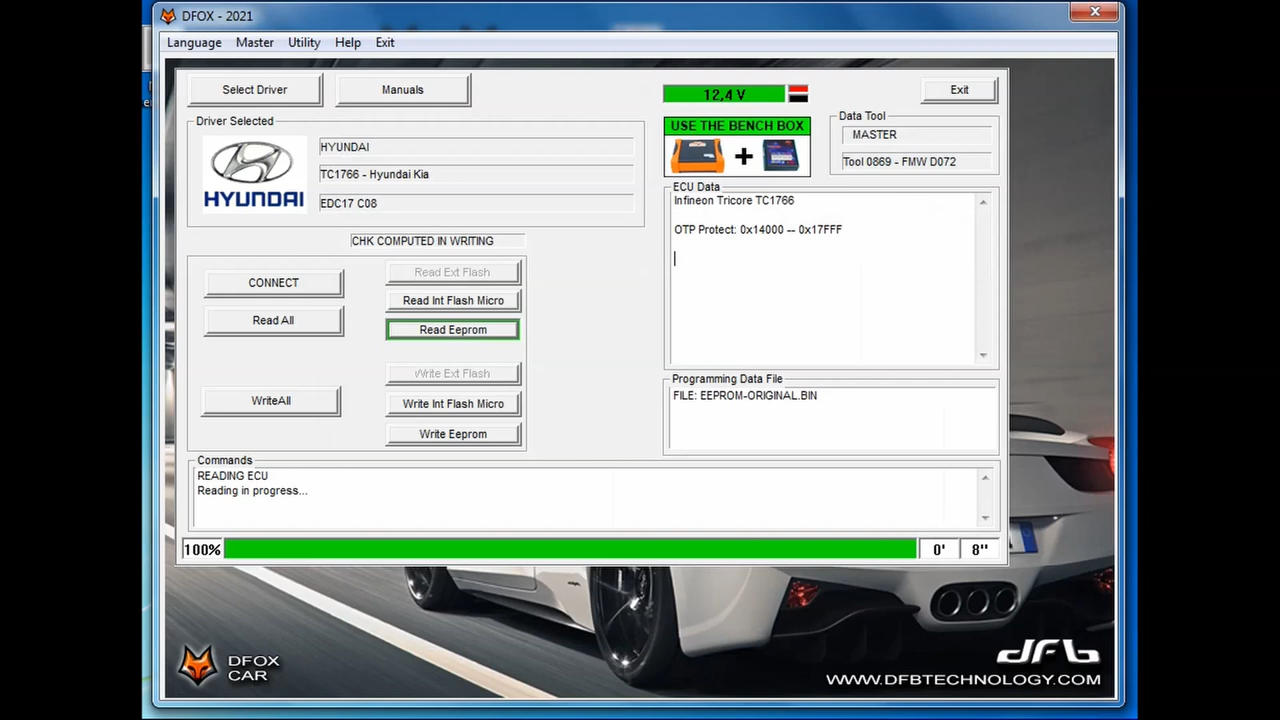 DFOX - 2021
Language Master Utility Help Exit
Select Driver
Manuals
12,4 V
Exit
Driver Selected
HYUNDAI
HYUNDAI
TC1766 - Hyundai Kia
EDC17 C08
USE THE BENCH BOX
+
Data Tool
MASTER
Tool 0869 - FMW D072
ECU Data
Infineon Tricore TC1766
OTP Protect: 0x14000 -- 0x17FFF
CHK COMPUTED IN WRITING
CONNECT
Read All
WriteAll
Read Ext Flash
Read Int Flash Micro
Read Eeprom
Write Ext Flash
Write Int Flash Micro
Write Eeprom
Programming Data File
FILE: EEPROM-ORIGINAL.BIN
Commands
READING ECU
Reading in progress...
100%
0'
8''
DFOX
CAR
dfb
WWW.DFBTECHNOLOGY.COM